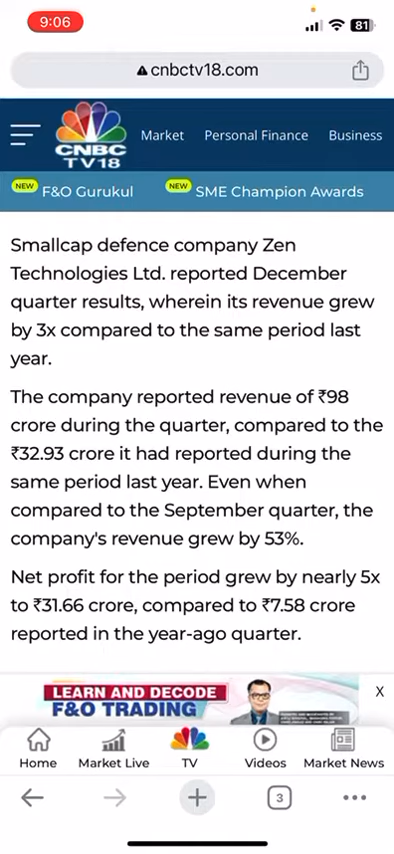 9:06
81
cnbctv18.com
CNBC
TV18
Market Personal Finance Business
NEW F&O Gurukul NEW SME Champion Awards
Smallcap defence company Zen
Technologies Ltd. reported December
quarter results, wherein its revenue grew
by 3x compared to the same period last
year.
The company reported revenue of ₹98
crore during the quarter, compared to the
₹32.93 crore it had reported during the
same period last year. Even when
compared to the September quarter, the
company's revenue grew by 53%.
Net profit for the period grew by nearly 5x
to ₹31.66 crore, compared to ₹7.58 crore
reported in the year-ago quarter.
LEARN AND DECODE
F&O TRADING
X
Home Market Live TV Videos Market News
3